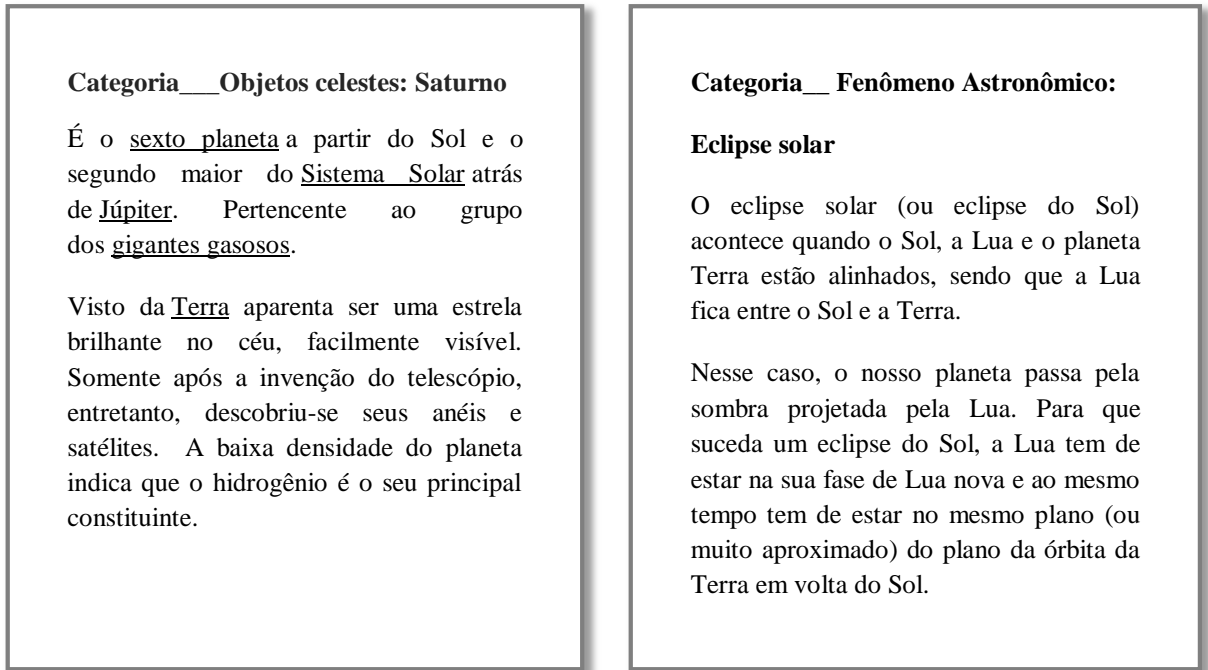 Categoria___Objetos celestes: Saturno
É o sexto planeta a partir do Sol e o
segundo maior do Sistema Solar atrás
de Júpiter. Pertencente ao grupo
dos gigantes gasosos.
Visto da Terra aparenta ser uma estrela
brilhante no céu, facilmente visível.
Somente após a invenção do telescópio,
entretanto, descobriu-se seus anéis e
satélites. A baixa densidade do planeta
indica que o hidrogênio é o seu principal
constituinte.
Categoria__ Fenômeno Astronômico:
Eclipse solar
O eclipse solar (ou eclipse do Sol)
acontece quando o Sol, a Lua e o planeta
Terra estão alinhados, sendo que a Lua
fica entre o Sol e a Terra.
Nesse caso, o nosso planeta passa pela
sombra projetada pela Lua. Para que
suceda um eclipse do Sol, a Lua tem de
estar na sua fase de Lua nova e ao mesmo
tempo tem de estar no mesmo plano (ou
muito aproximado) do plano da órbita da
Terra em volta do Sol.